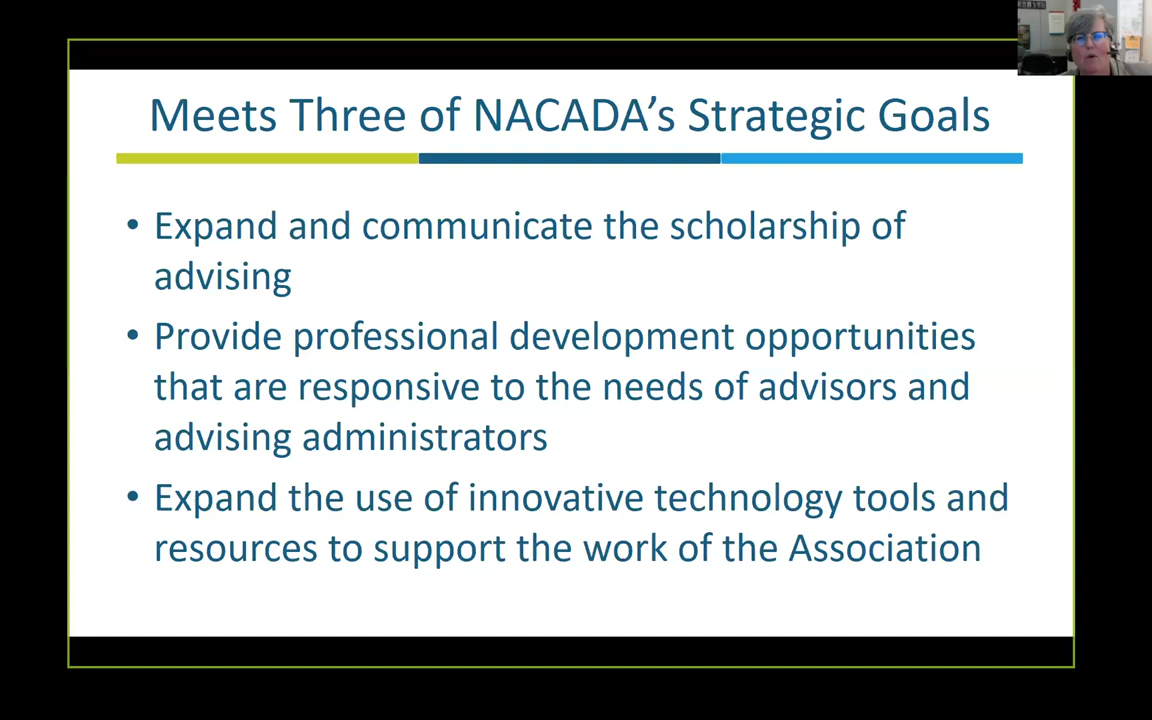 Meets Three of NACADA's Strategic Goals
• Expand and communicate the scholarship of
advising
• Provide professional development opportunities
that are responsive to the needs of advisors and
advising administrators
• Expand the use of innovative technology tools and
resources to support the work of the Association